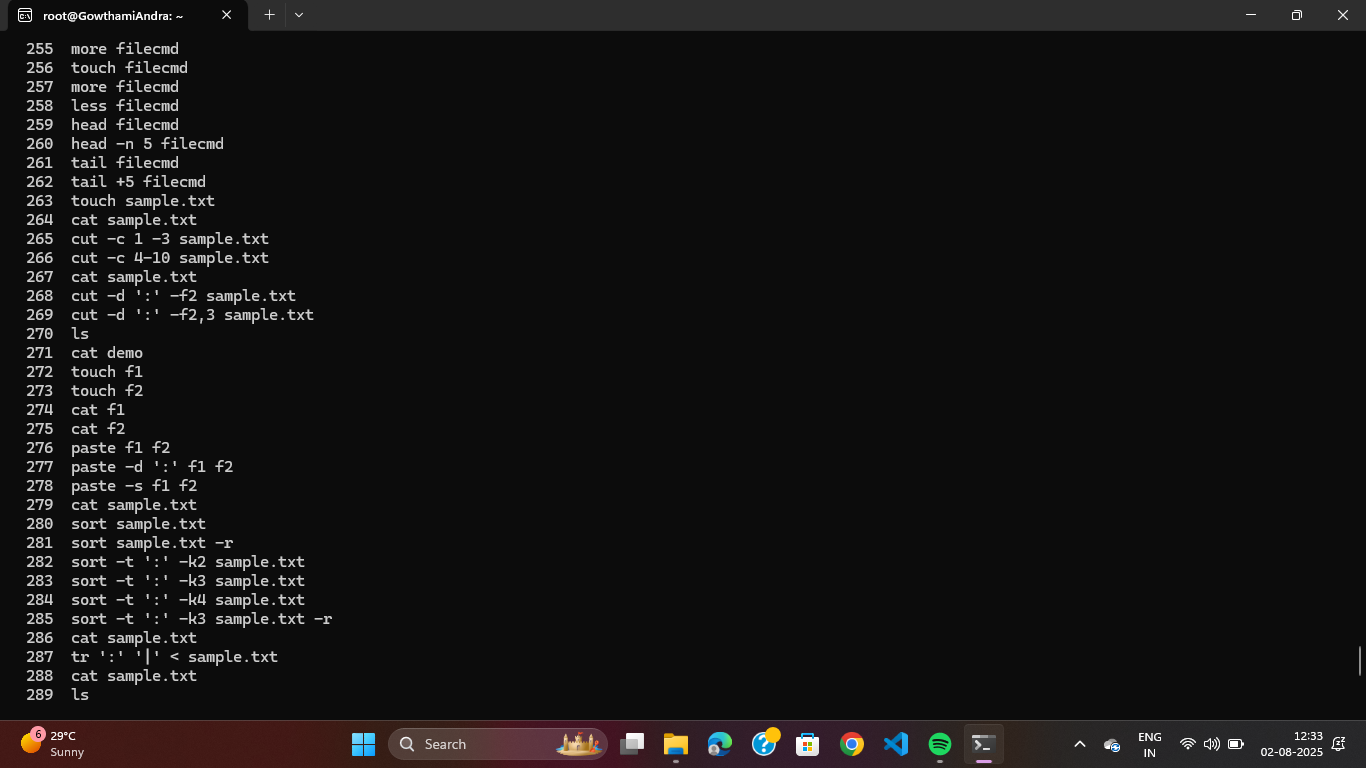 root@GowthamiAndra: ~
255 more filecmd
256 touch filecmd
257 more filecmd
258 less filecmd
259 head filecmd
260 head -n 5 filecmd
261 tail filecmd
262 tail +5 filecmd
263 touch sample.txt
264 cat sample.txt
265 cut -c 1 -3 sample.txt
266 cut -c 4-10 sample.txt
267 cat sample.txt
268 cut -d ':' -f2 sample.txt
269 cut -d ':' -f2,3 sample.txt
270 ls
271 cat demo
272 touch f1
273 touch f2
274 cat f1
275 cat f2
276 paste f1 f2
277 paste -d ':' f1 f2
278 paste -s f1 f2
279 cat sample.txt
280 sort sample.txt
281 sort sample.txt -r
282 sort -t ':' -k2 sample.txt
283 sort -t ':' -k3 sample.txt
284 sort -t ':' -k4 sample.txt
285 sort -t ':' -k3 sample.txt -r
286 cat sample.txt
287 tr ':' '|' < sample.txt
288 cat sample.txt
289 ls
6
29°C
Sunny
Search
ENG
IN
12:33
02-08-2025